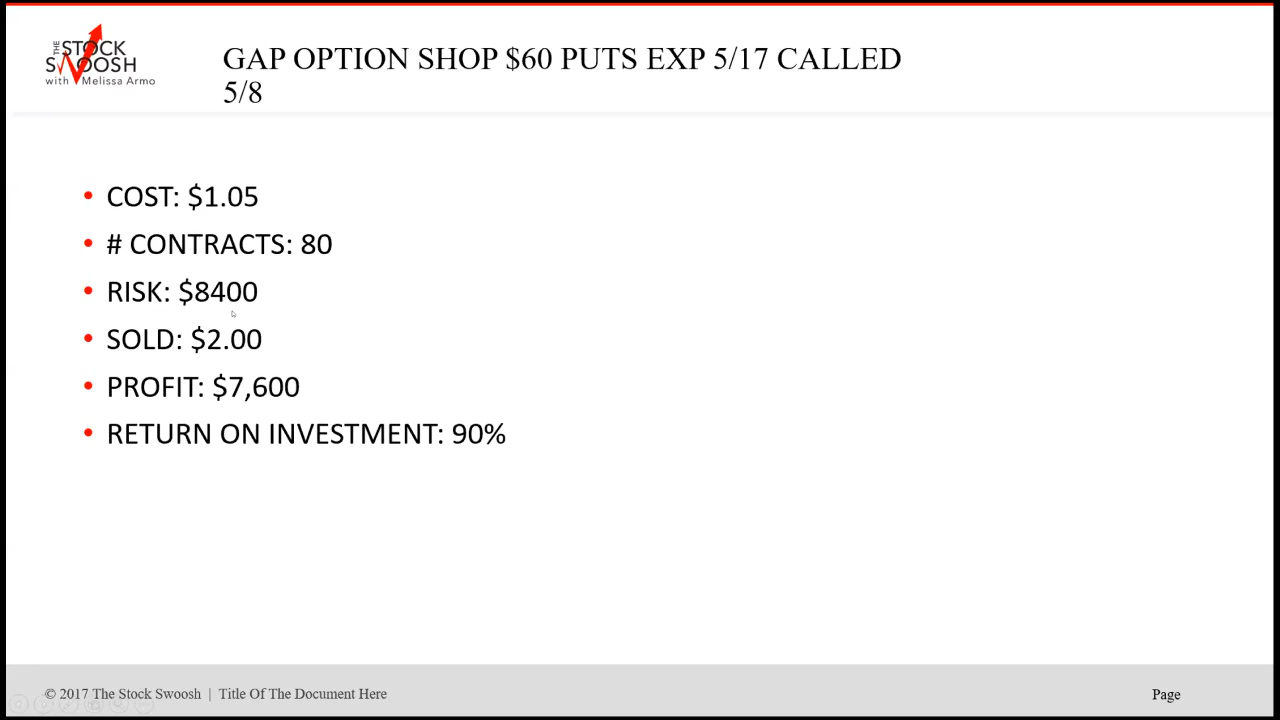 THE STOCK
SWOOSH
with Melissa Armo
GAP OPTION SHOP $60 PUTS EXP 5/17 CALLED
5/8
• COST: $1.05
• # CONTRACTS: 80
• RISK: $8400
• SOLD: $2.00
• PROFIT: $7,600
• RETURN ON INVESTMENT: 90%
© 2017 The Stock Swoosh | Title Of The Document Here
Page